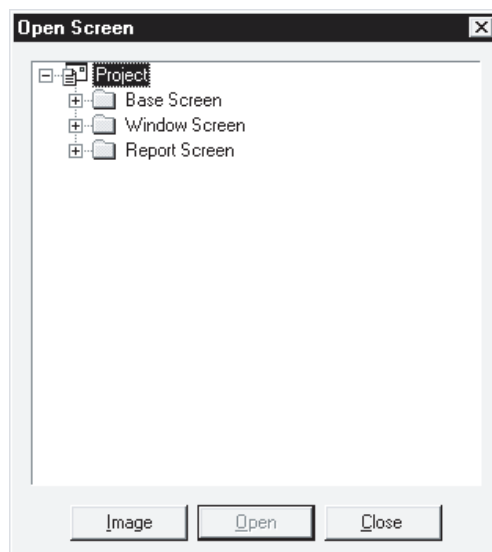 Open Screen
Project
Base Screen
Window Screen
Report Screen
Image Open Close